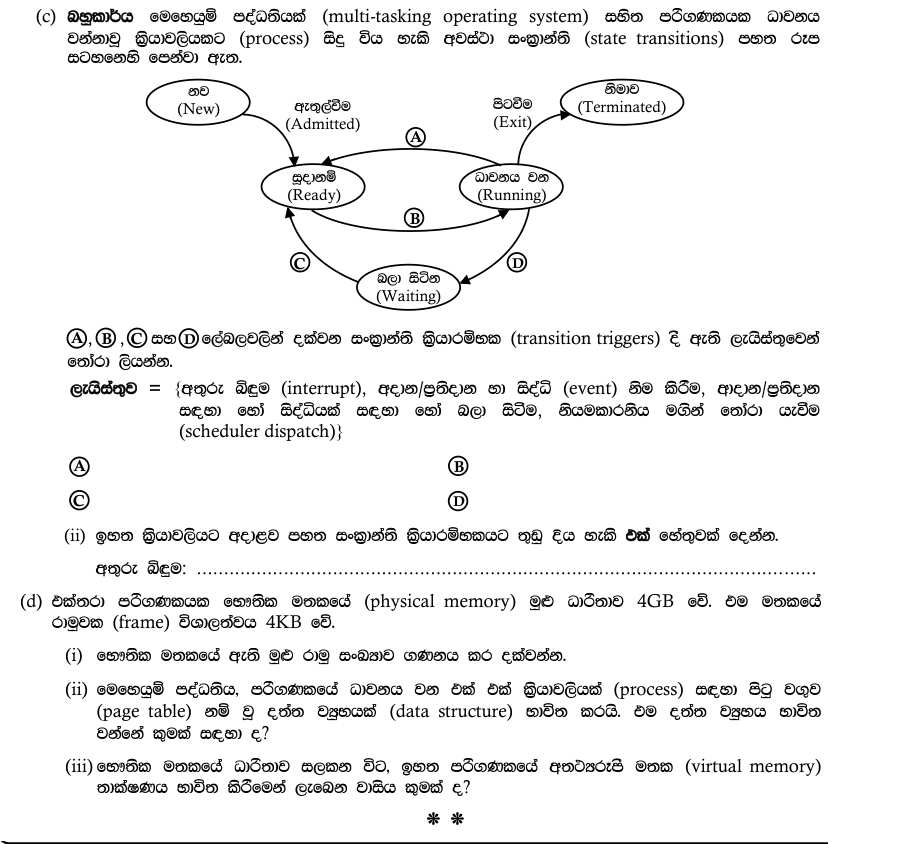 (c) බහුකාර්ය මෙහෙයුම් පද්ධතියක් (multi-tasking operating system) සහිත පරිගණකයක ධාවනය
වන්නාවූ ක්‍රියාවලියකට (process) සිදු විය හැකි අවස්ථා සංක්‍රාන්ති (state transitions) පහත රූප
සටහනෙහි පෙන්වා ඇත.
නව
(New)
ඇතුල්වීම
(Admitted)
පිටවීම
(Exit)
නිමාව
(Terminated)
A
සූදානම්
(Ready)
ධාවනය වන
(Running)
B
C
D
බලා සිටින
(Waiting)
A, B, C සහ D ලේබලවලින් දක්වන සංක්‍රාන්ති ක්‍රියාරම්භක (transition triggers) දී ඇති ලැයිස්තුවෙන්
තෝරා ලියන්න.
ලැයිස්තුව = {අතුරු බිඳුම (interrupt), අදාන/ප්‍රතිදාන හා සිද්ධි (event) නිම කිරීම, ආදාන/ප්‍රතිදාන
සඳහා හෝ සිද්ධියක් සඳහා හෝ බලා සිටීම, නියමකාරනිය මගින් තෝරා යැවීම
(scheduler dispatch)}
A B
C D
(ii) ඉහත ක්‍රියාවලියට අදාළව පහත සංක්‍රාන්ති ක්‍රියාරම්භකයට තුඩු දිය හැකි එක් හේතුවක් දෙන්න.
අතුරු බිඳුම: ....................................................................................................
(d) එක්තරා පරිගණකයක භෞතික මතකයේ (physical memory) මුළු ධාරිතාව 4GB වේ. එම මතකයේ
රාමුවක (frame) විශාලත්වය 4KB වේ.
(i) භෞතික මතකයේ ඇති මුළු රාමු සංඛ්‍යාව ගණනය කර දක්වන්න.
(ii) මෙහෙයුම් පද්ධතිය, පරිගණකයේ ධාවනය වන එක් එක් ක්‍රියාවලියක් (process) සඳහා පිටු වගුව
(page table) නම් වූ දත්ත ව්‍යුහයක් (data structure) භාවිත කරයි. එම දත්ත ව්‍යුහය භාවිත
වන්නේ කුමක් සඳහා ද?
(iii) භෞතික මතකයේ ධාරිතාව සලකන විට, ඉහත පරිගණකයේ අතථ්‍යරූපි මතක (virtual memory)
තාක්ෂණය භාවිත කිරීමෙන් ලැබෙන වාසිය කුමක් ද?
* *